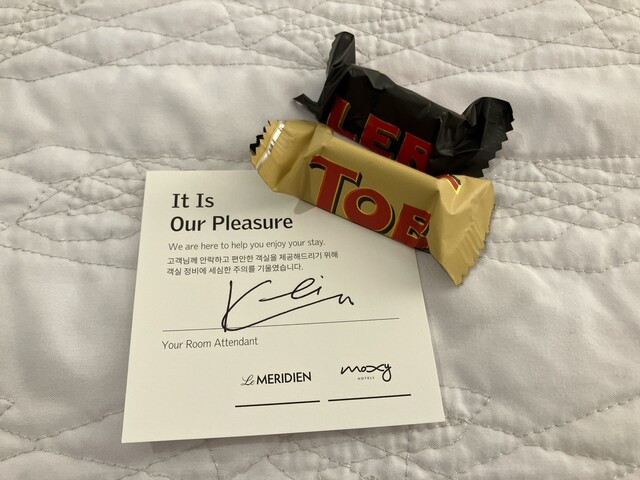 LER
TOB
It Is
Our Pleasure
We are here to help you enjoy your stay.
고객님께 안락하고 편안한 객실을 제공해드리기 위해
객실 정비에 세심한 주의를 기울였습니다.
Your Room Attendant
Le MERIDIEN
moxy
HOTELS